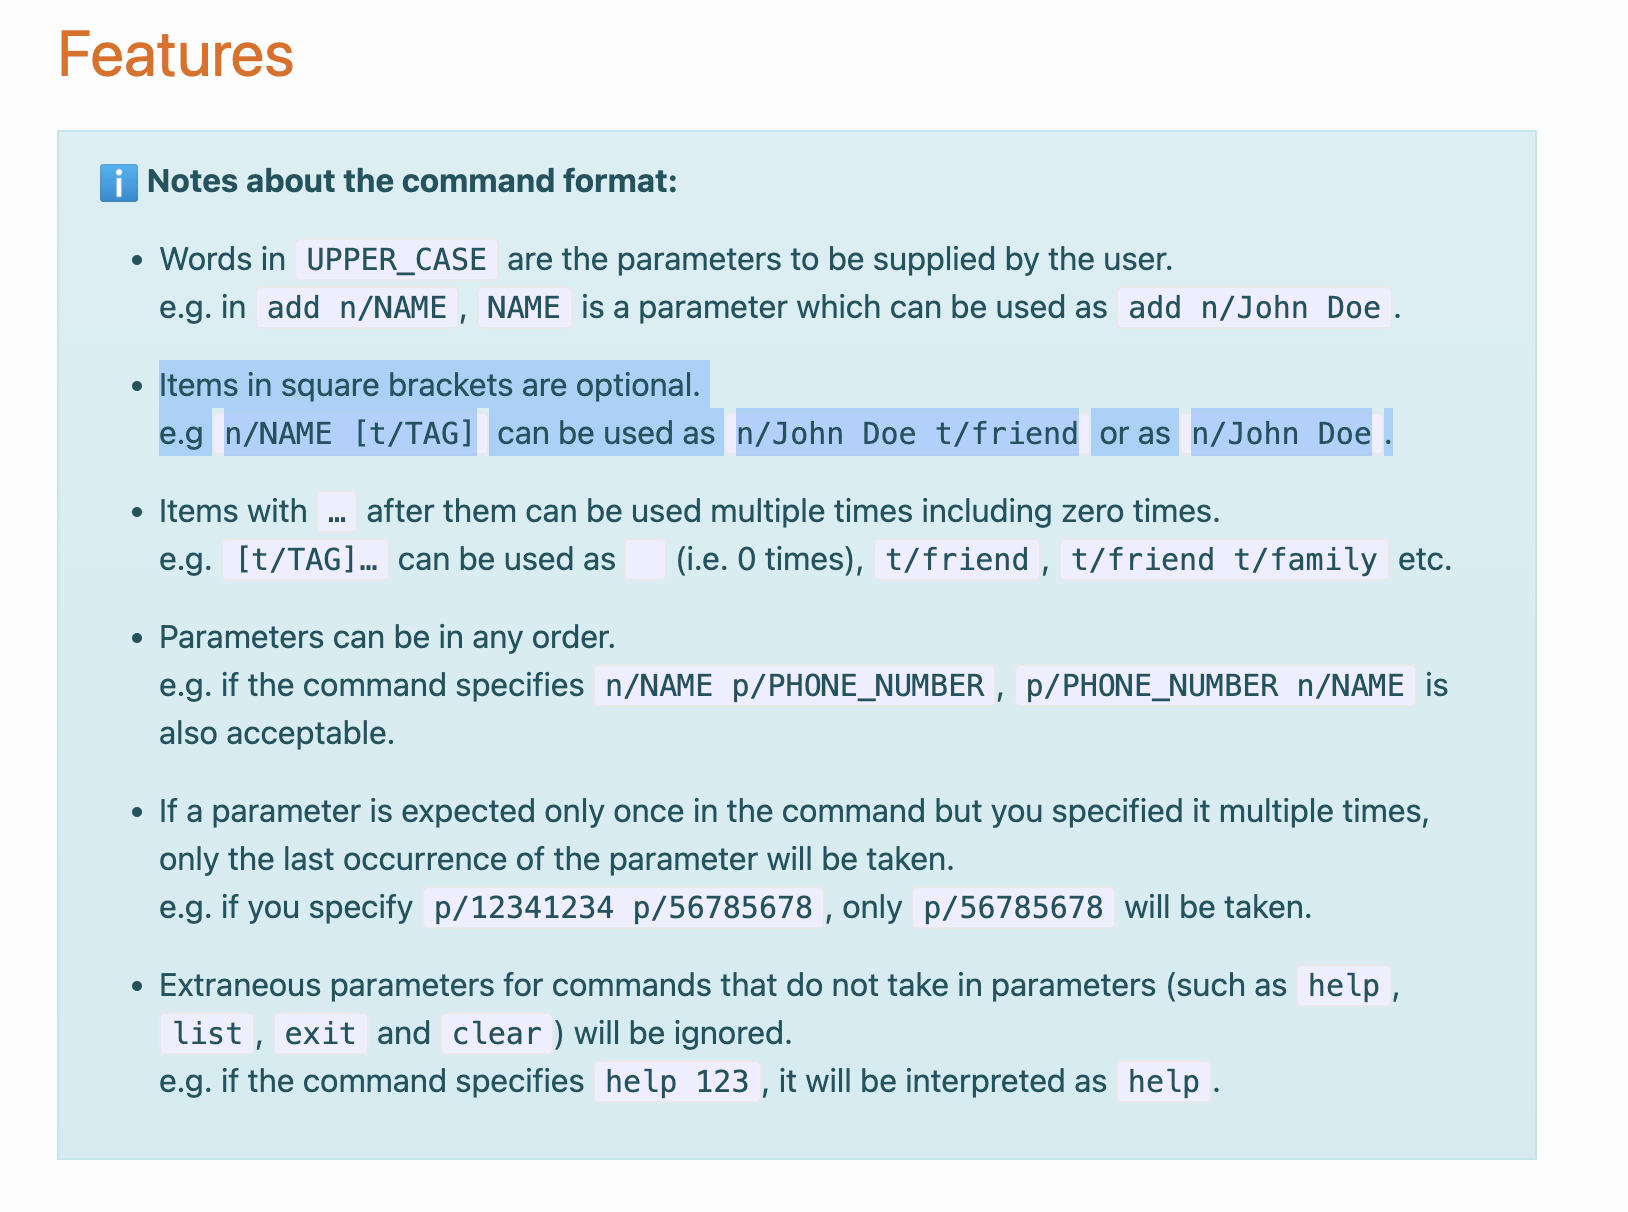 Features
ℹ️ Notes about the command format:
• Words in UPPER_CASE are the parameters to be supplied by the user.
e.g. in add n/NAME, NAME is a parameter which can be used as add n/John Doe.
• Items in square brackets are optional.
e.g n/NAME [t/TAG] can be used as n/John Doe t/friend or as n/John Doe.
• Items with … after them can be used multiple times including zero times.
e.g. [t/TAG]… can be used as   (i.e. 0 times), t/friend, t/friend t/family etc.
• Parameters can be in any order.
e.g. if the command specifies n/NAME p/PHONE_NUMBER, p/PHONE_NUMBER n/NAME is
also acceptable.
• If a parameter is expected only once in the command but you specified it multiple times,
only the last occurrence of the parameter will be taken.
e.g. if you specify p/12341234 p/56785678, only p/56785678 will be taken.
• Extraneous parameters for commands that do not take in parameters (such as help,
list, exit and clear) will be ignored.
e.g. if the command specifies help 123, it will be interpreted as help.